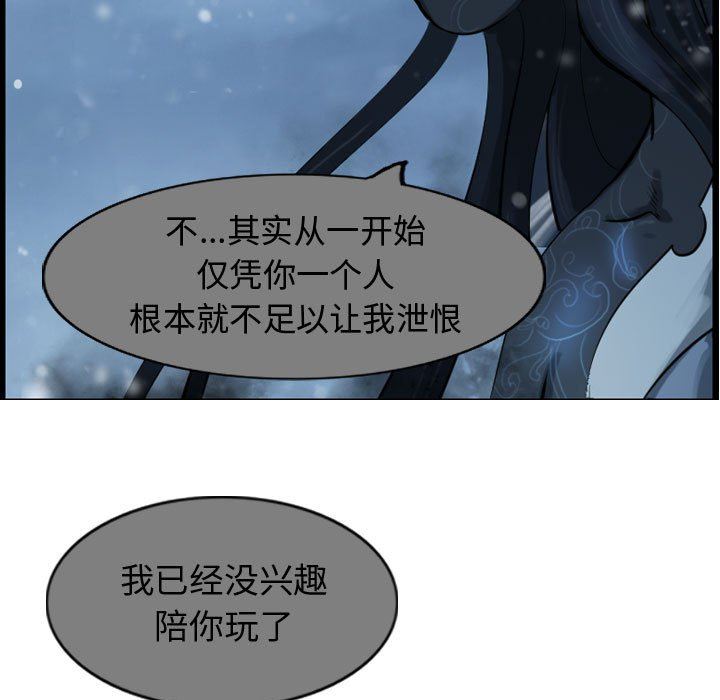 不...其实从一开始
仅凭你一个人
根本就不足以让我泄恨
我已经没兴趣
陪你玩了